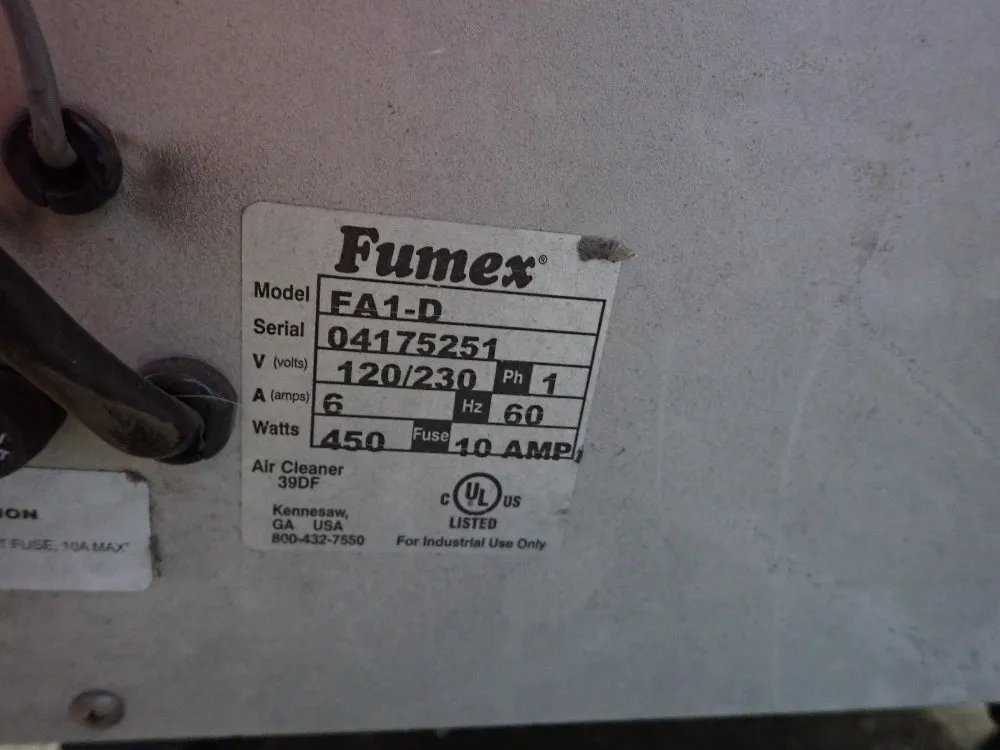 Fumex®
Model FA1-D
Serial 04175251
V (volts) 120/230 Ph 1
A (amps) 6 Hz 60
Watts 450 Fuse 10 AMP
Air Cleaner
39DF
Kennesaw,
GA USA
800-432-7550
C UL US
LISTED
For Industrial Use Only
FUSE, 10A MAX